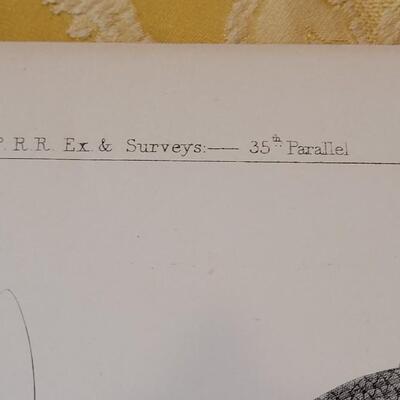 P. R. R. Ex. & Surveys:— 35th Parallel